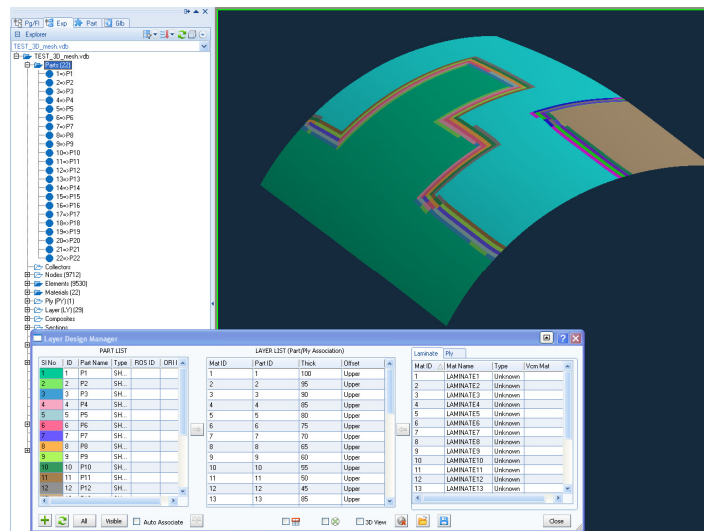 Pg/Fl Exp Part Glb
Explorer
TEST_3D_mesh.vdb
TEST_3D_mesh.vdb
Parts (22)
1=>P1
2=>P2
3=>P3
4=>P4
5=>P5
6=>P6
7=>P7
8=>P8
9=>P9
10=>P10
11=>P11
12=>P12
13=>P13
14=>P14
15=>P15
16=>P16
17=>P17
18=>P18
19=>P19
20=>P20
21=>P21
22=>P22
Collectors
Nodes (9712)
Elements (9530)
Materials (22)
Ply (PY) (1)
Layer (LY) (29)
Composites
Sections
Layer Design Manager
PART LIST
Sl No ID Part Name Type ROS ID ORI I
1 1 P1 SH...
2 2 P2 SH...
3 3 P3 SH...
4 4 P4 SH...
5 5 P5 SH...
6 6 P6 SH...
7 7 P7 SH...
8 8 P8 SH...
9 9 P9 SH...
10 10 P10 SH...
11 11 P11 SH...
12 12 P12 SH...
LAYER LIST (Part/Ply Association)
Mat ID Part ID Thick Offset
1 1 100 Upper
2 2 95 Upper
3 3 90 Upper
4 4 85 Upper
5 5 80 Upper
6 6 75 Upper
7 7 70 Upper
8 8 65 Upper
9 9 60 Upper
10 10 55 Upper
11 11 50 Upper
12 12 45 Upper
13 13 85 Upper
Laminate Ply
Mat ID Mat Name Type Vcm Mat
1 LAMINATE1 Unknown
2 LAMINATE2 Unknown
3 LAMINATE3 Unknown
4 LAMINATE4 Unknown
5 LAMINATE5 Unknown
6 LAMINATE6 Unknown
7 LAMINATE7 Unknown
8 LAMINATE8 Unknown
9 LAMINATE9 Unknown
10 LAMINATE10 Unknown
11 LAMINATE11 Unknown
12 LAMINATE12 Unknown
13 LAMINATE13 Unknown
All Visible Auto Associate 3D View Close